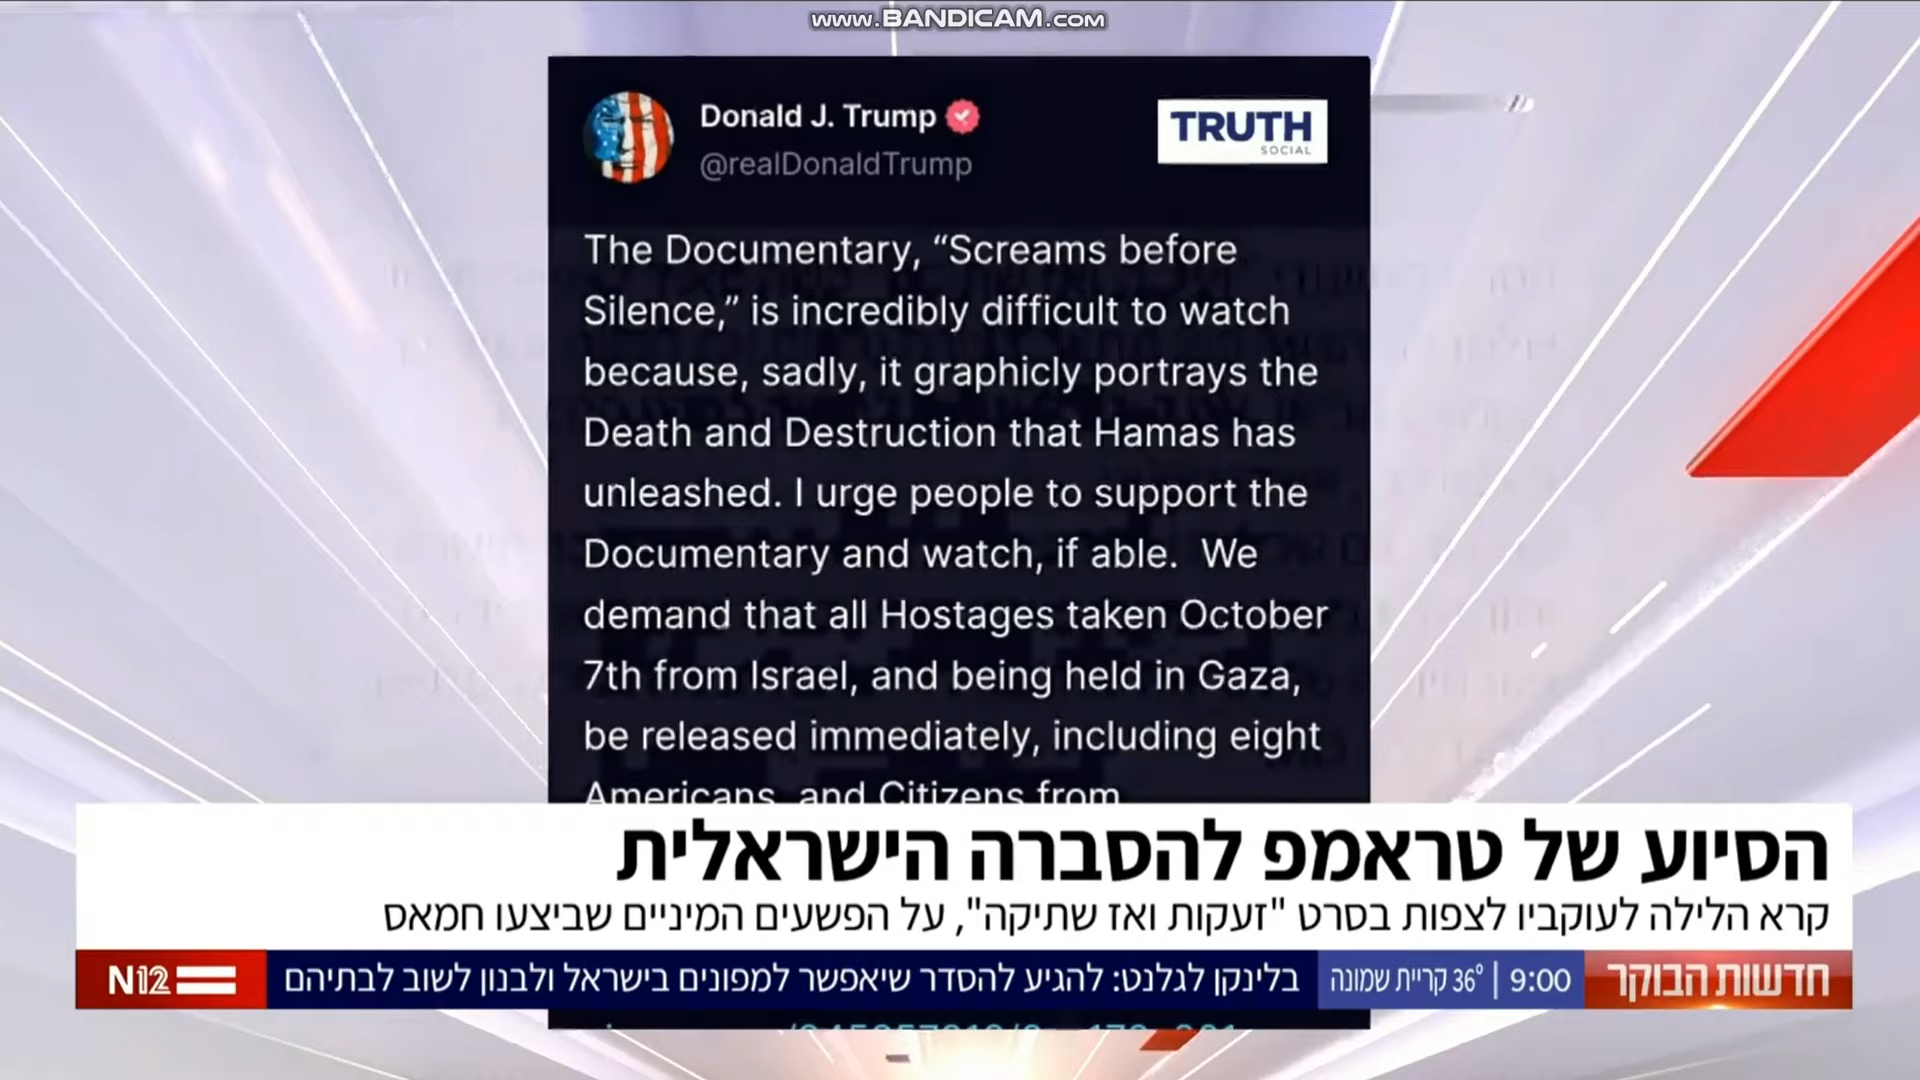 www.BANDICAM.com
Donald J. Trump
@realDonaldTrump
TRUTH
SOCIAL
The Documentary, “Screams before
Silence,” is incredibly difficult to watch
because, sadly, it graphicly portrays the
Death and Destruction that Hamas has
unleashed. I urge people to support the
Documentary and watch, if able. We
demand that all Hostages taken October
7th from Israel, and being held in Gaza,
be released immediately, including eight
Americans, and Citizens from
הסיוע של טראמפ להסברה הישראלית
קרא הלילה לעוקביו לצפות בסרט "זעקות ואז שתיקה", על הפשעים המיניים שביצעו חמאס
חדשות הבוקר
9:00 | 36° קריית שמונה
בלינקן לגלנט: להגיע להסדר שיאפשר למפונים בישראל ולבנון לשוב לבתיהם
N12